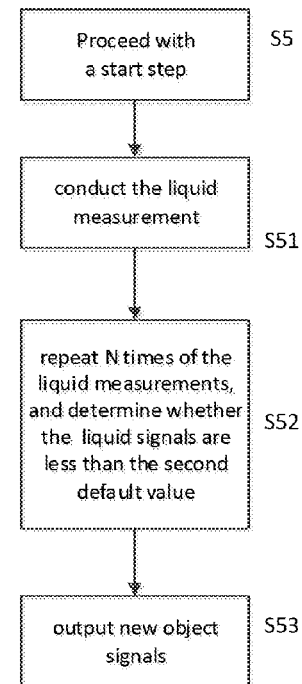 Proceed with
a start step
S5
conduct the liquid
measurement
S51
repeat N times of the
liquid measurements,
and determine whether
the liquid signals are
less than the second
default value
S52
output new object
signals
S53